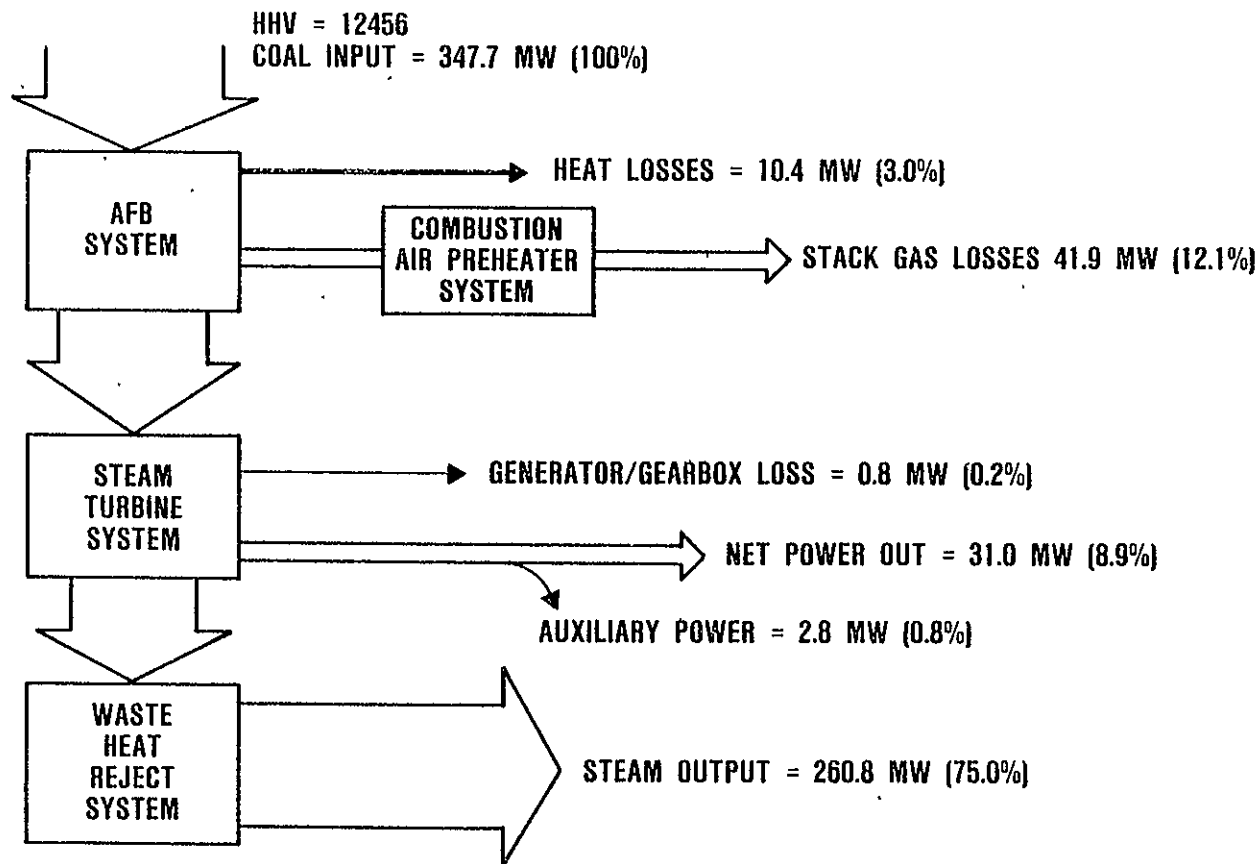 HHV = 12456
COAL INPUT = 347.7 MW (100%)
AFB
SYSTEM
HEAT LOSSES = 10.4 MW (3.0%)
COMBUSTION
AIR PREHEATER
SYSTEM
STACK GAS LOSSES 41.9 MW (12.1%)
STEAM
TURBINE
SYSTEM
GENERATOR/GEARBOX LOSS = 0.8 MW (0.2%)
NET POWER OUT = 31.0 MW (8.9%)
AUXILIARY POWER = 2.8 MW (0.8%)
WASTE
HEAT
REJECT
SYSTEM
STEAM OUTPUT = 260.8 MW (75.0%)